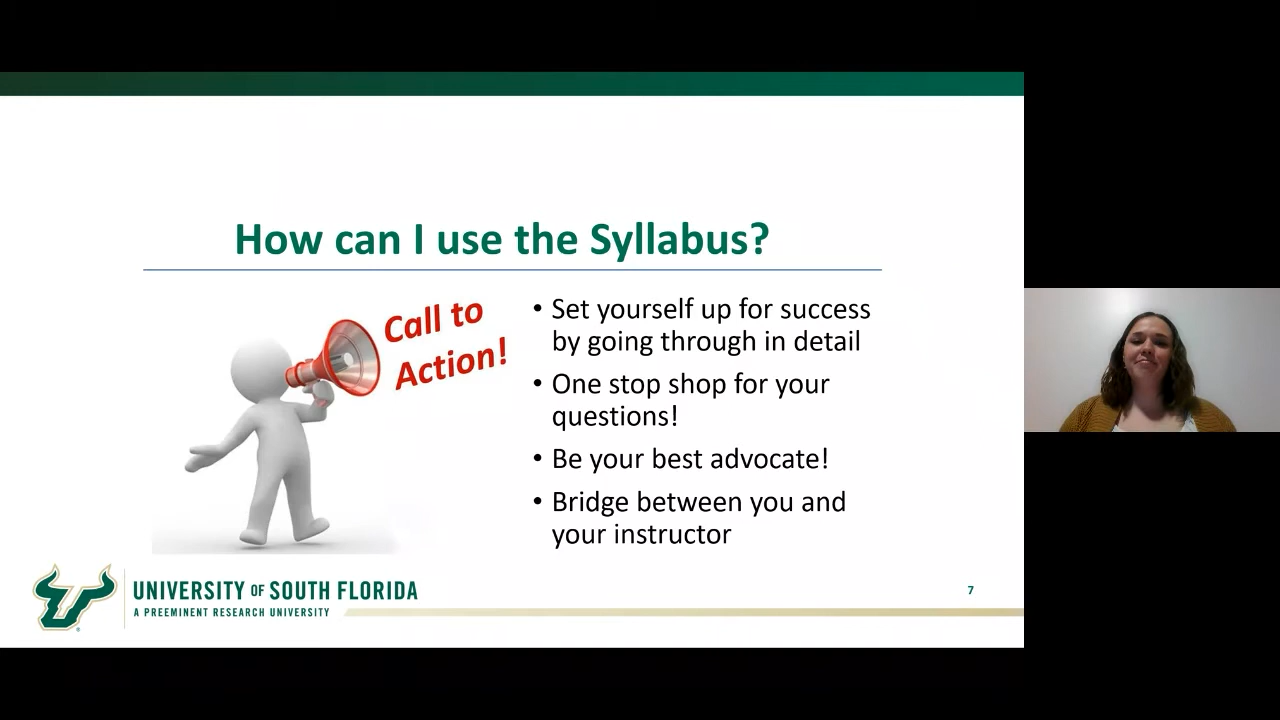 How can I use the Syllabus?
Call to
Action!
• Set yourself up for success
by going through in detail
• One stop shop for your
questions!
• Be your best advocate!
• Bridge between you and
your instructor
UNIVERSITY OF SOUTH FLORIDA
A PREEMINENT RESEARCH UNIVERSITY
7